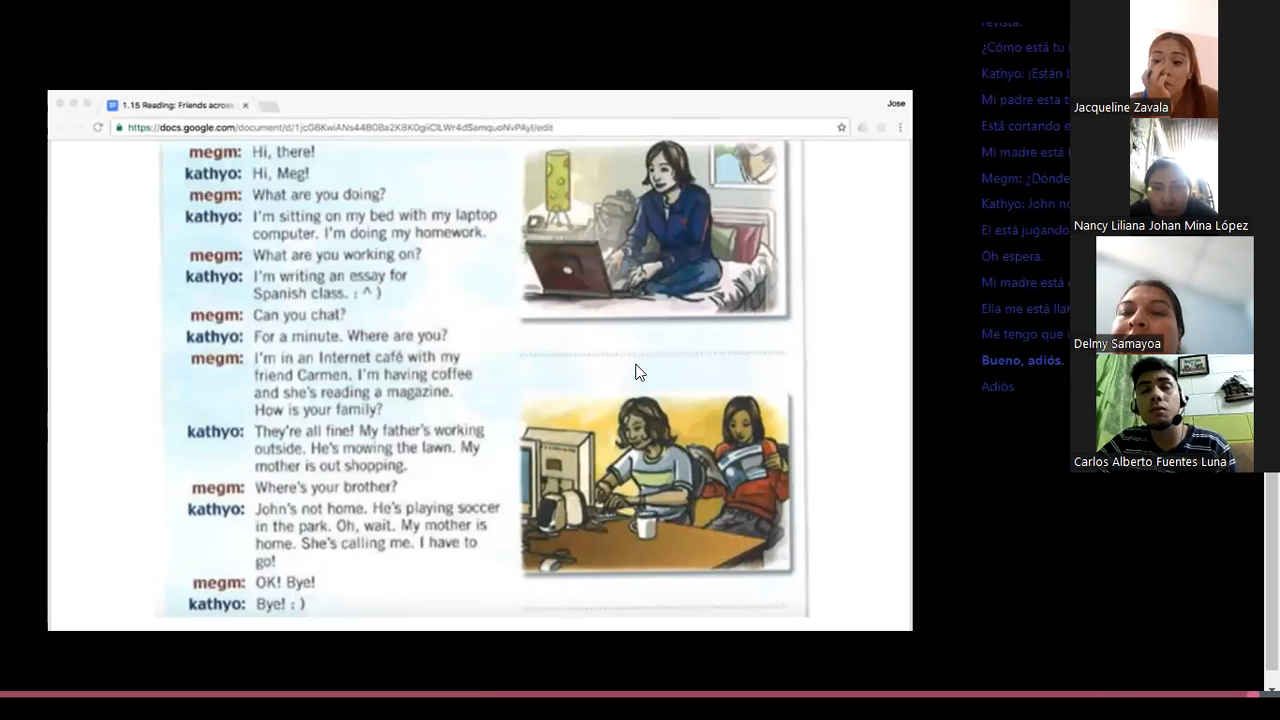 1.15 Reading: Friends across
Jose
https://docs.google.com/document/d/1jcG6KwiANs44B0Ba2K8K0giiCILWr4dSamquoNvPAyI/edit
megm: Hi, there!
kathyo: Hi, Meg!
megm: What are you doing?
kathyo: I'm sitting on my bed with my laptop
computer. I'm doing my homework.
megm: What are you working on?
kathyo: I'm writing an essay for
Spanish class. : ^ )
megm: Can you chat?
kathyo: For a minute. Where are you?
megm: I'm in an Internet café with my
friend Carmen. I'm having coffee
and she's reading a magazine.
How is your family?
kathyo: They're all fine! My father's working
outside. He's mowing the lawn. My
mother is out shopping.
megm: Where's your brother?
kathyo: John's not home. He's playing soccer
in the park. Oh, wait. My mother is
home. She's calling me. I have to
go!
megm: OK! Bye!
kathyo: Bye! : )
revista.
¿Cómo está tu
Kathyo: ¡Están
Mi padre esta
Está cortando
Mi madre está
Megm: ¿Dónde
Kathyo: John
El está jugando
Oh espera.
Mi madre está
Ella me está
Me tengo que
Bueno, adiós.
Adiós
Jacqueline Zavala
Nancy Liliana Johan Mina López
Delmy Samayoa
Carlos Alberto Fuentes Luna